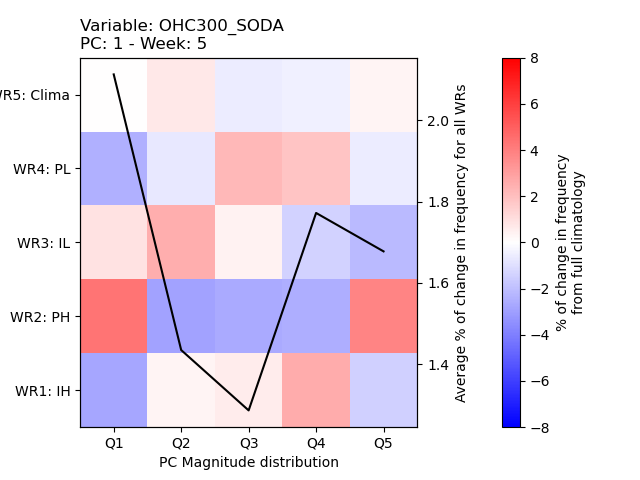 Variable: OHC300_SODA
PC: 1 - Week: 5
WR5: Clima
WR4: PL
WR3: IL
WR2: PH
WR1: IH
Q1 Q2 Q3 Q4 Q5
PC Magnitude distribution
2.0
1.8
1.6
1.4
Average % of change in frequency for all WRs
8
6
4
2
0
−2
−4
−6
−8
% of change in frequency
from full climatology